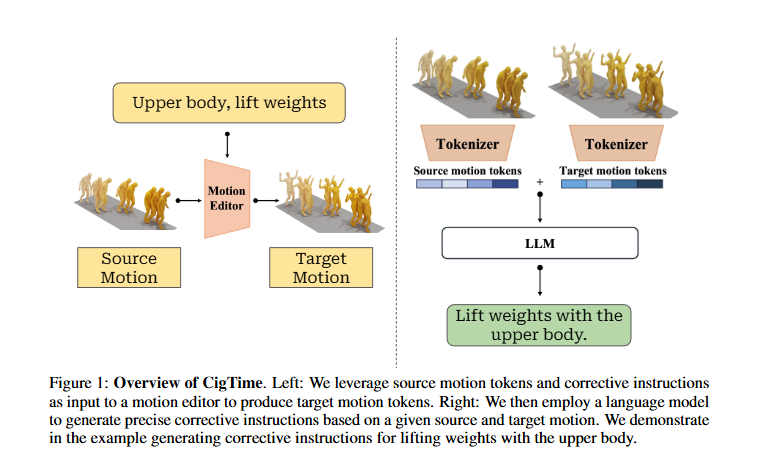 Upper body, lift weights
Motion
Editor
Source
Motion
Target
Motion
Tokenizer
Tokenizer
Source motion tokens
+
Target motion tokens
LLM
Lift weights with the
upper body.
Figure 1: Overview of CigTime. Left: We leverage source motion tokens and corrective instructions
as input to a motion editor to produce target motion tokens. Right: We then employ a language model
to generate precise corrective instructions based on a given source and target motion. We demonstrate
in the example generating corrective instructions for lifting weights with the upper body.